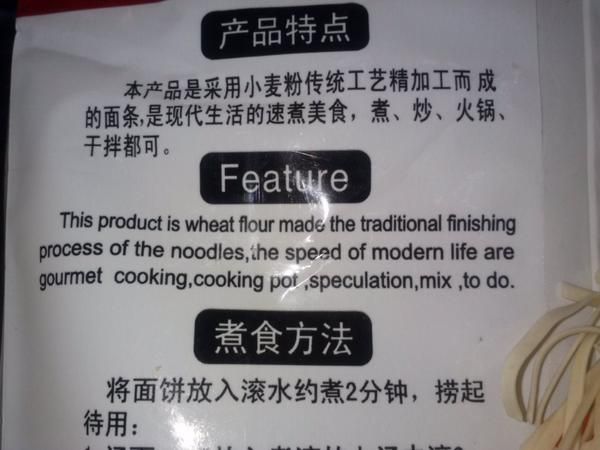 产品特点
本产品是采用小麦粉传统工艺精加工而成
的面条,是现代生活的速煮美食，煮、炒、火锅、
干拌都可。
Feature
This product is wheat flour made the traditional finishing
process of the noodles,the speed of modern life are
gourmet cooking,cooking pot ,speculation,mix ,to do.
煮食方法
将面饼放入滚水约煮2分钟，捞起
待用：